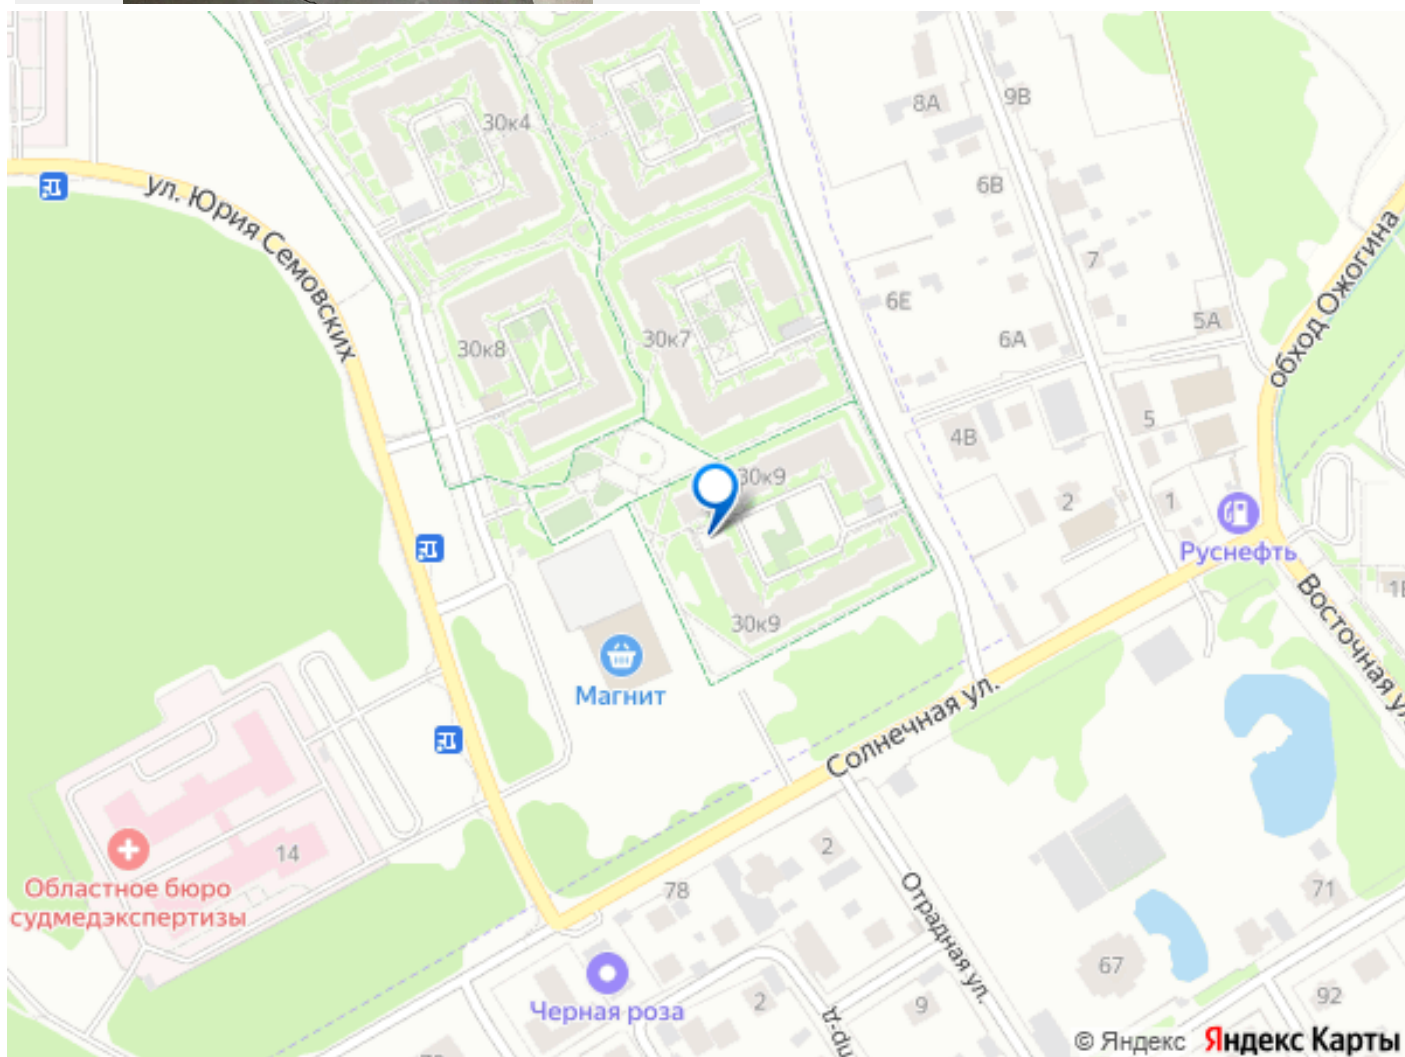 30к4
8А
9В
ул. Юрия Семовских
6В
7
6Е
5А
обход Ожогина
30к8
30к7
6А
5
4В
30к9
2
1
Руснефть
30к9
Восточная ул.
Магнит
Солнечная ул.
14
Областное бюро
судмедэкспертизы
2
78
Отрадная ул.
71
67
Черная роза
2
9
92
пр-д
© Яндекс Яндекс Карты